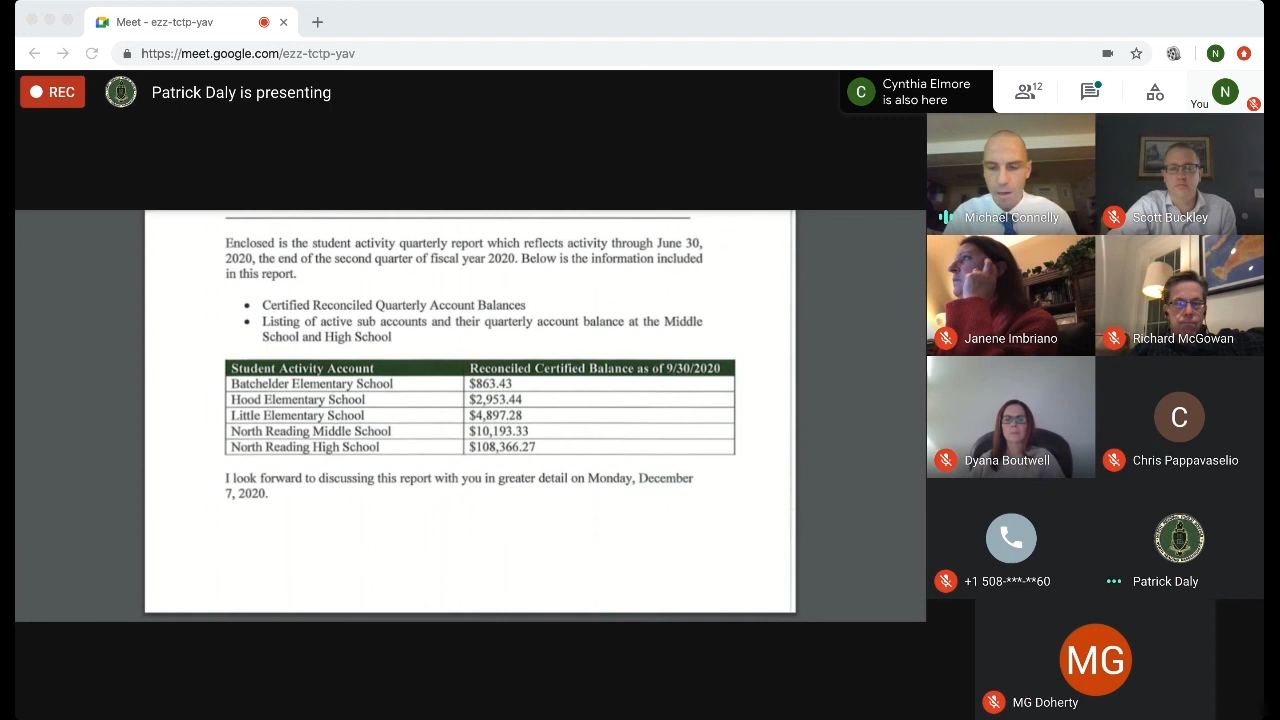 Meet - ezz-tctp-yav
https://meet.google.com/ezz-tctp-yav
N
REC
Patrick Daly is presenting
C
Cynthia Elmore
is also here
12
You
N
Enclosed is the student activity quarterly report which reflects activity through June 30,
2020, the end of the second quarter of fiscal year 2020. Below is the information included
in this report.
• Certified Reconciled Quarterly Account Balances
• Listing of active sub accounts and their quarterly account balance at the Middle
School and High School
Student Activity Account Reconciled Certified Balance as of 9/30/2020
Batchelder Elementary School $863.43
Hood Elementary School $2,953.44
Little Elementary School $4,897.28
North Reading Middle School $10,193.33
North Reading High School $108,366.27
I look forward to discussing this report with you in greater detail on Monday, December
7, 2020.
Michael Connelly
Scott Buckley
Janene Imbriano
Richard McGowan
Dyana Boutwell
C
Chris Pappavaselio
+1 508-***-**60
Patrick Daly
MG
MG Doherty